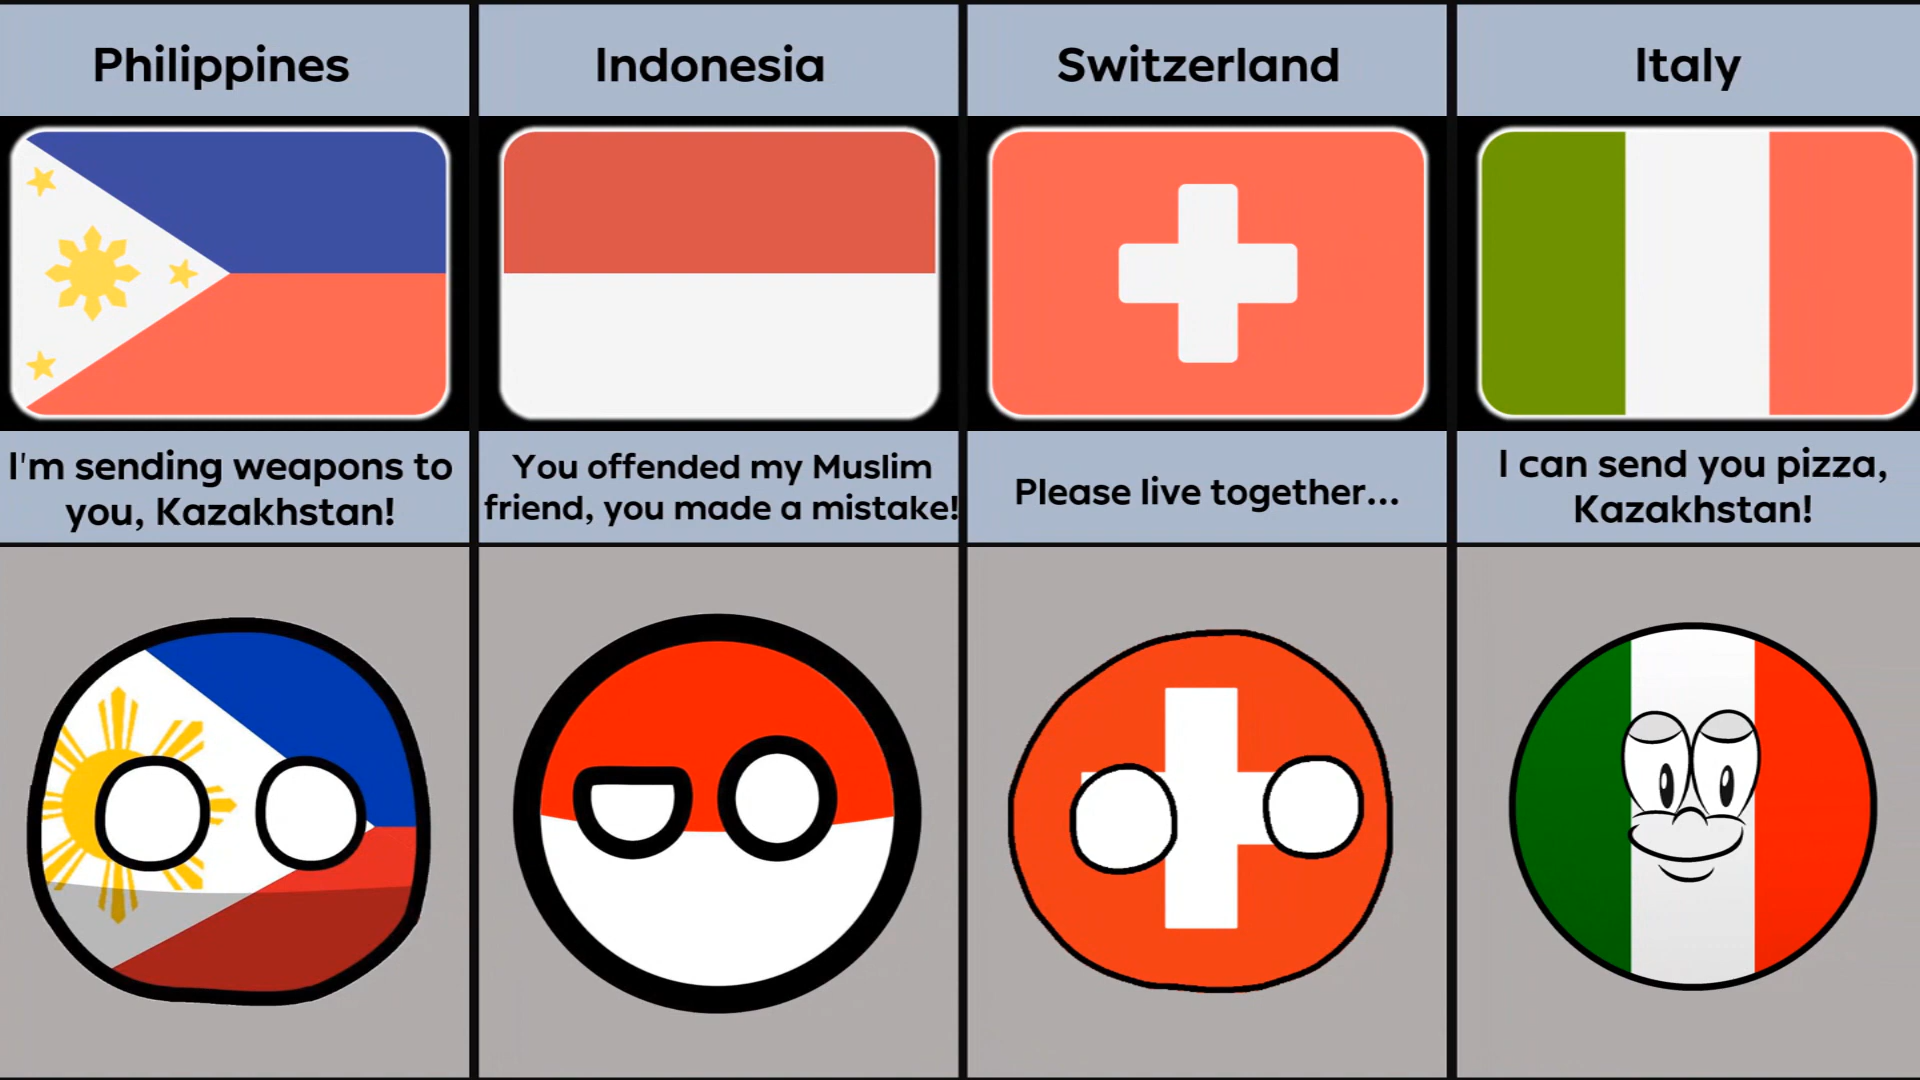 Philippines
Indonesia
Switzerland
Italy
I'm sending weapons to
you, Kazakhstan!
You offended my Muslim
friend, you made a mistake!
Please live together...
I can send you pizza,
Kazakhstan!